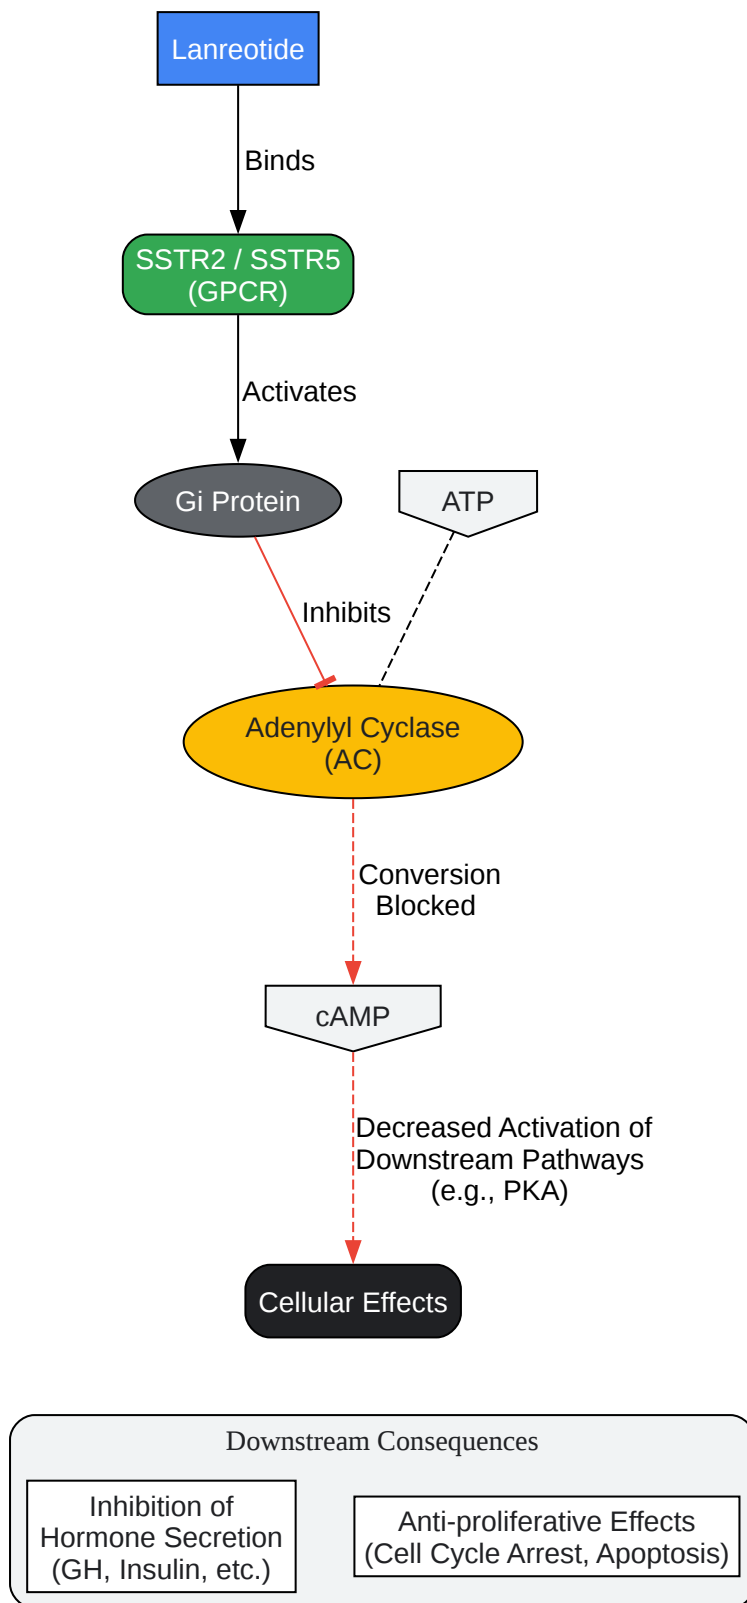 Lanreotide
Binds
SSTR2 / SSTR5
(GPCR)
Activates
Gi Protein
ATP
Inhibits
Adenylyl Cyclase
(AC)
Conversion
Blocked
cAMP
Decreased Activation of
Downstream Pathways
(e.g., PKA)
Cellular Effects
Downstream Consequences
Inhibition of
Hormone Secretion
(GH, Insulin, etc.)
Anti-proliferative Effects
(Cell Cycle Arrest, Apoptosis)